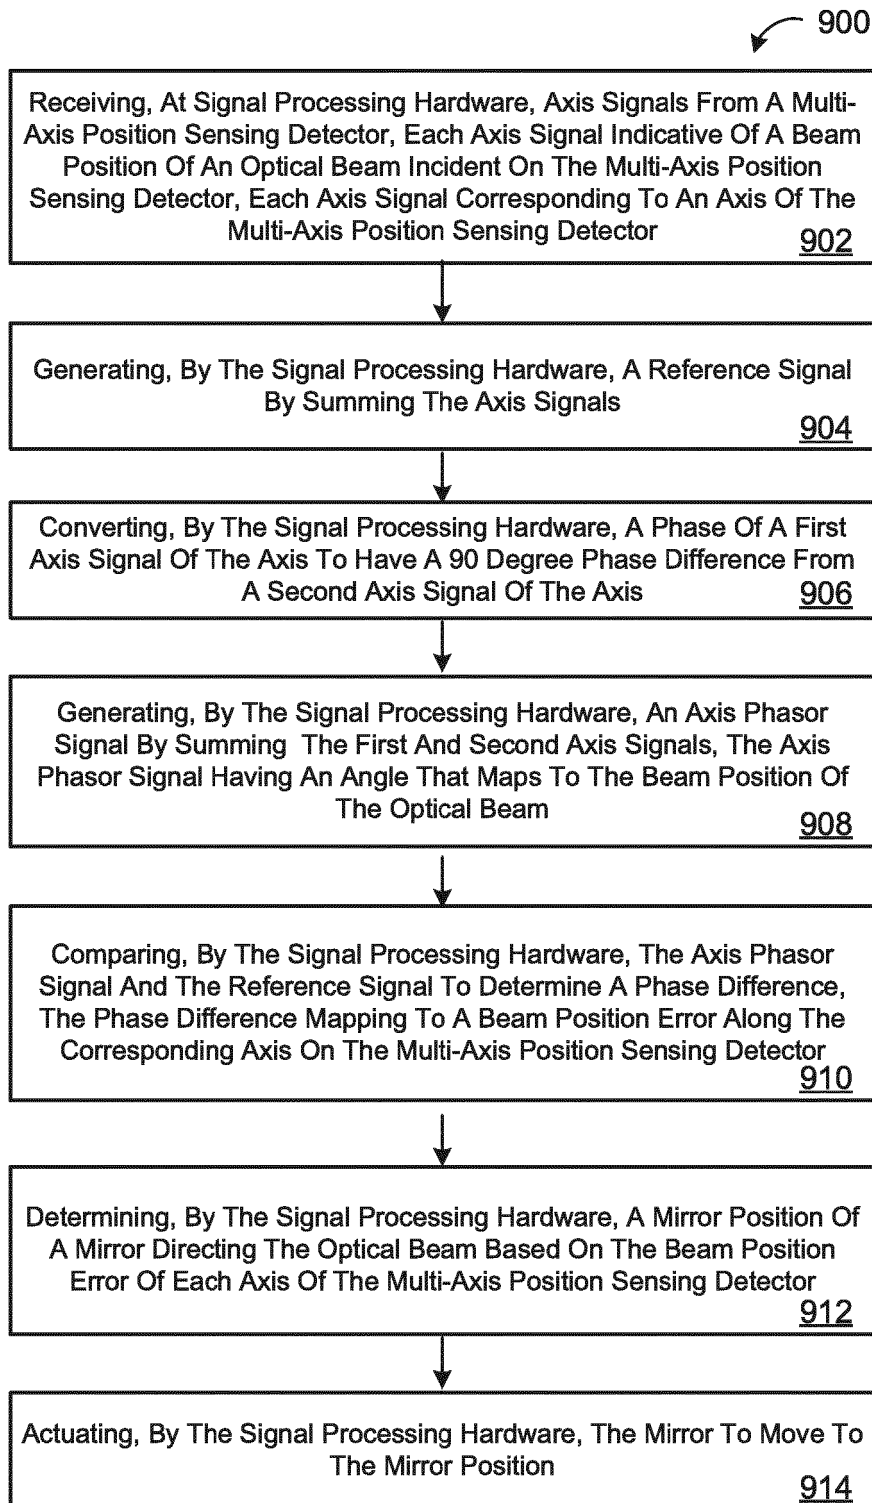 900
Receiving, At Signal Processing Hardware, Axis Signals From A Multi-
Axis Position Sensing Detector, Each Axis Signal Indicative Of A Beam
Position Of An Optical Beam Incident On The Multi-Axis Position
Sensing Detector, Each Axis Signal Corresponding To An Axis Of The
Multi-Axis Position Sensing Detector
902
Generating, By The Signal Processing Hardware, A Reference Signal
By Summing The Axis Signals
904
Converting, By The Signal Processing Hardware, A Phase Of A First
Axis Signal Of The Axis To Have A 90 Degree Phase Difference From
A Second Axis Signal Of The Axis
906
Generating, By The Signal Processing Hardware, An Axis Phasor
Signal By Summing The First And Second Axis Signals, The Axis
Phasor Signal Having An Angle That Maps To The Beam Position Of
The Optical Beam
908
Comparing, By The Signal Processing Hardware, The Axis Phasor
Signal And The Reference Signal To Determine A Phase Difference,
The Phase Difference Mapping To A Beam Position Error Along The
Corresponding Axis On The Multi-Axis Position Sensing Detector
910
Determining, By The Signal Processing Hardware, A Mirror Position Of
A Mirror Directing The Optical Beam Based On The Beam Position
Error Of Each Axis Of The Multi-Axis Position Sensing Detector
912
Actuating, By The Signal Processing Hardware, The Mirror To Move To
The Mirror Position
914